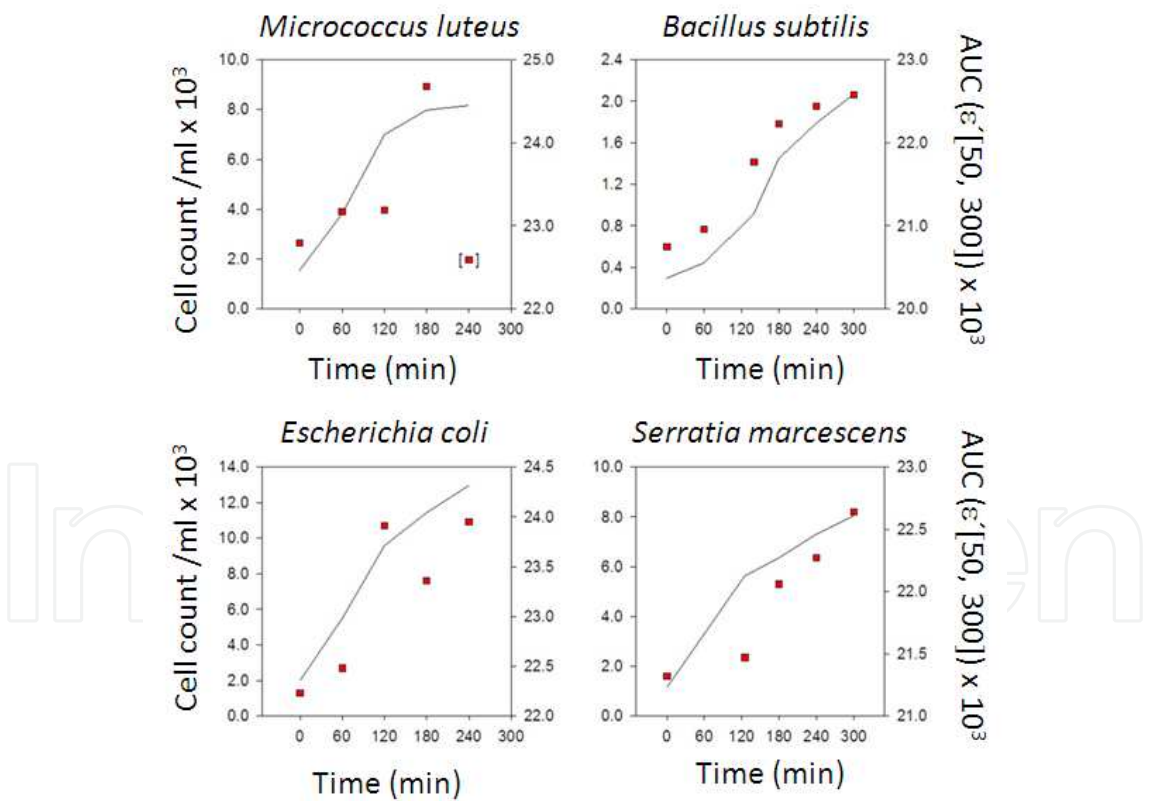 Micrococcus luteus
Cell count /ml x 10³
10.0
8.0
6.0
4.0
2.0
0.0
25.0
24.0
23.0
22.0
[ ]
0 60 120 180 240 300
Time (min)
Bacillus subtilis
2.4
2.0
1.6
1.2
0.8
0.4
0.0
23.0
22.0
21.0
20.0
AUC (ε´[50, 300]) x 10³
0 60 120 180 240 300
Time (min)
Escherichia coli
Cell count /ml x 10³
14.0
12.0
10.0
8.0
6.0
4.0
2.0
0.0
24.5
24.0
23.5
23.0
22.5
22.0
0 60 120 180 240 300
Time (min)
Serratia marcescens
10.0
8.0
6.0
4.0
2.0
0.0
23.0
22.5
22.0
21.5
21.0
AUC (ε´[50, 300]) x 10³
0 60 120 180 240 300
Time (min)